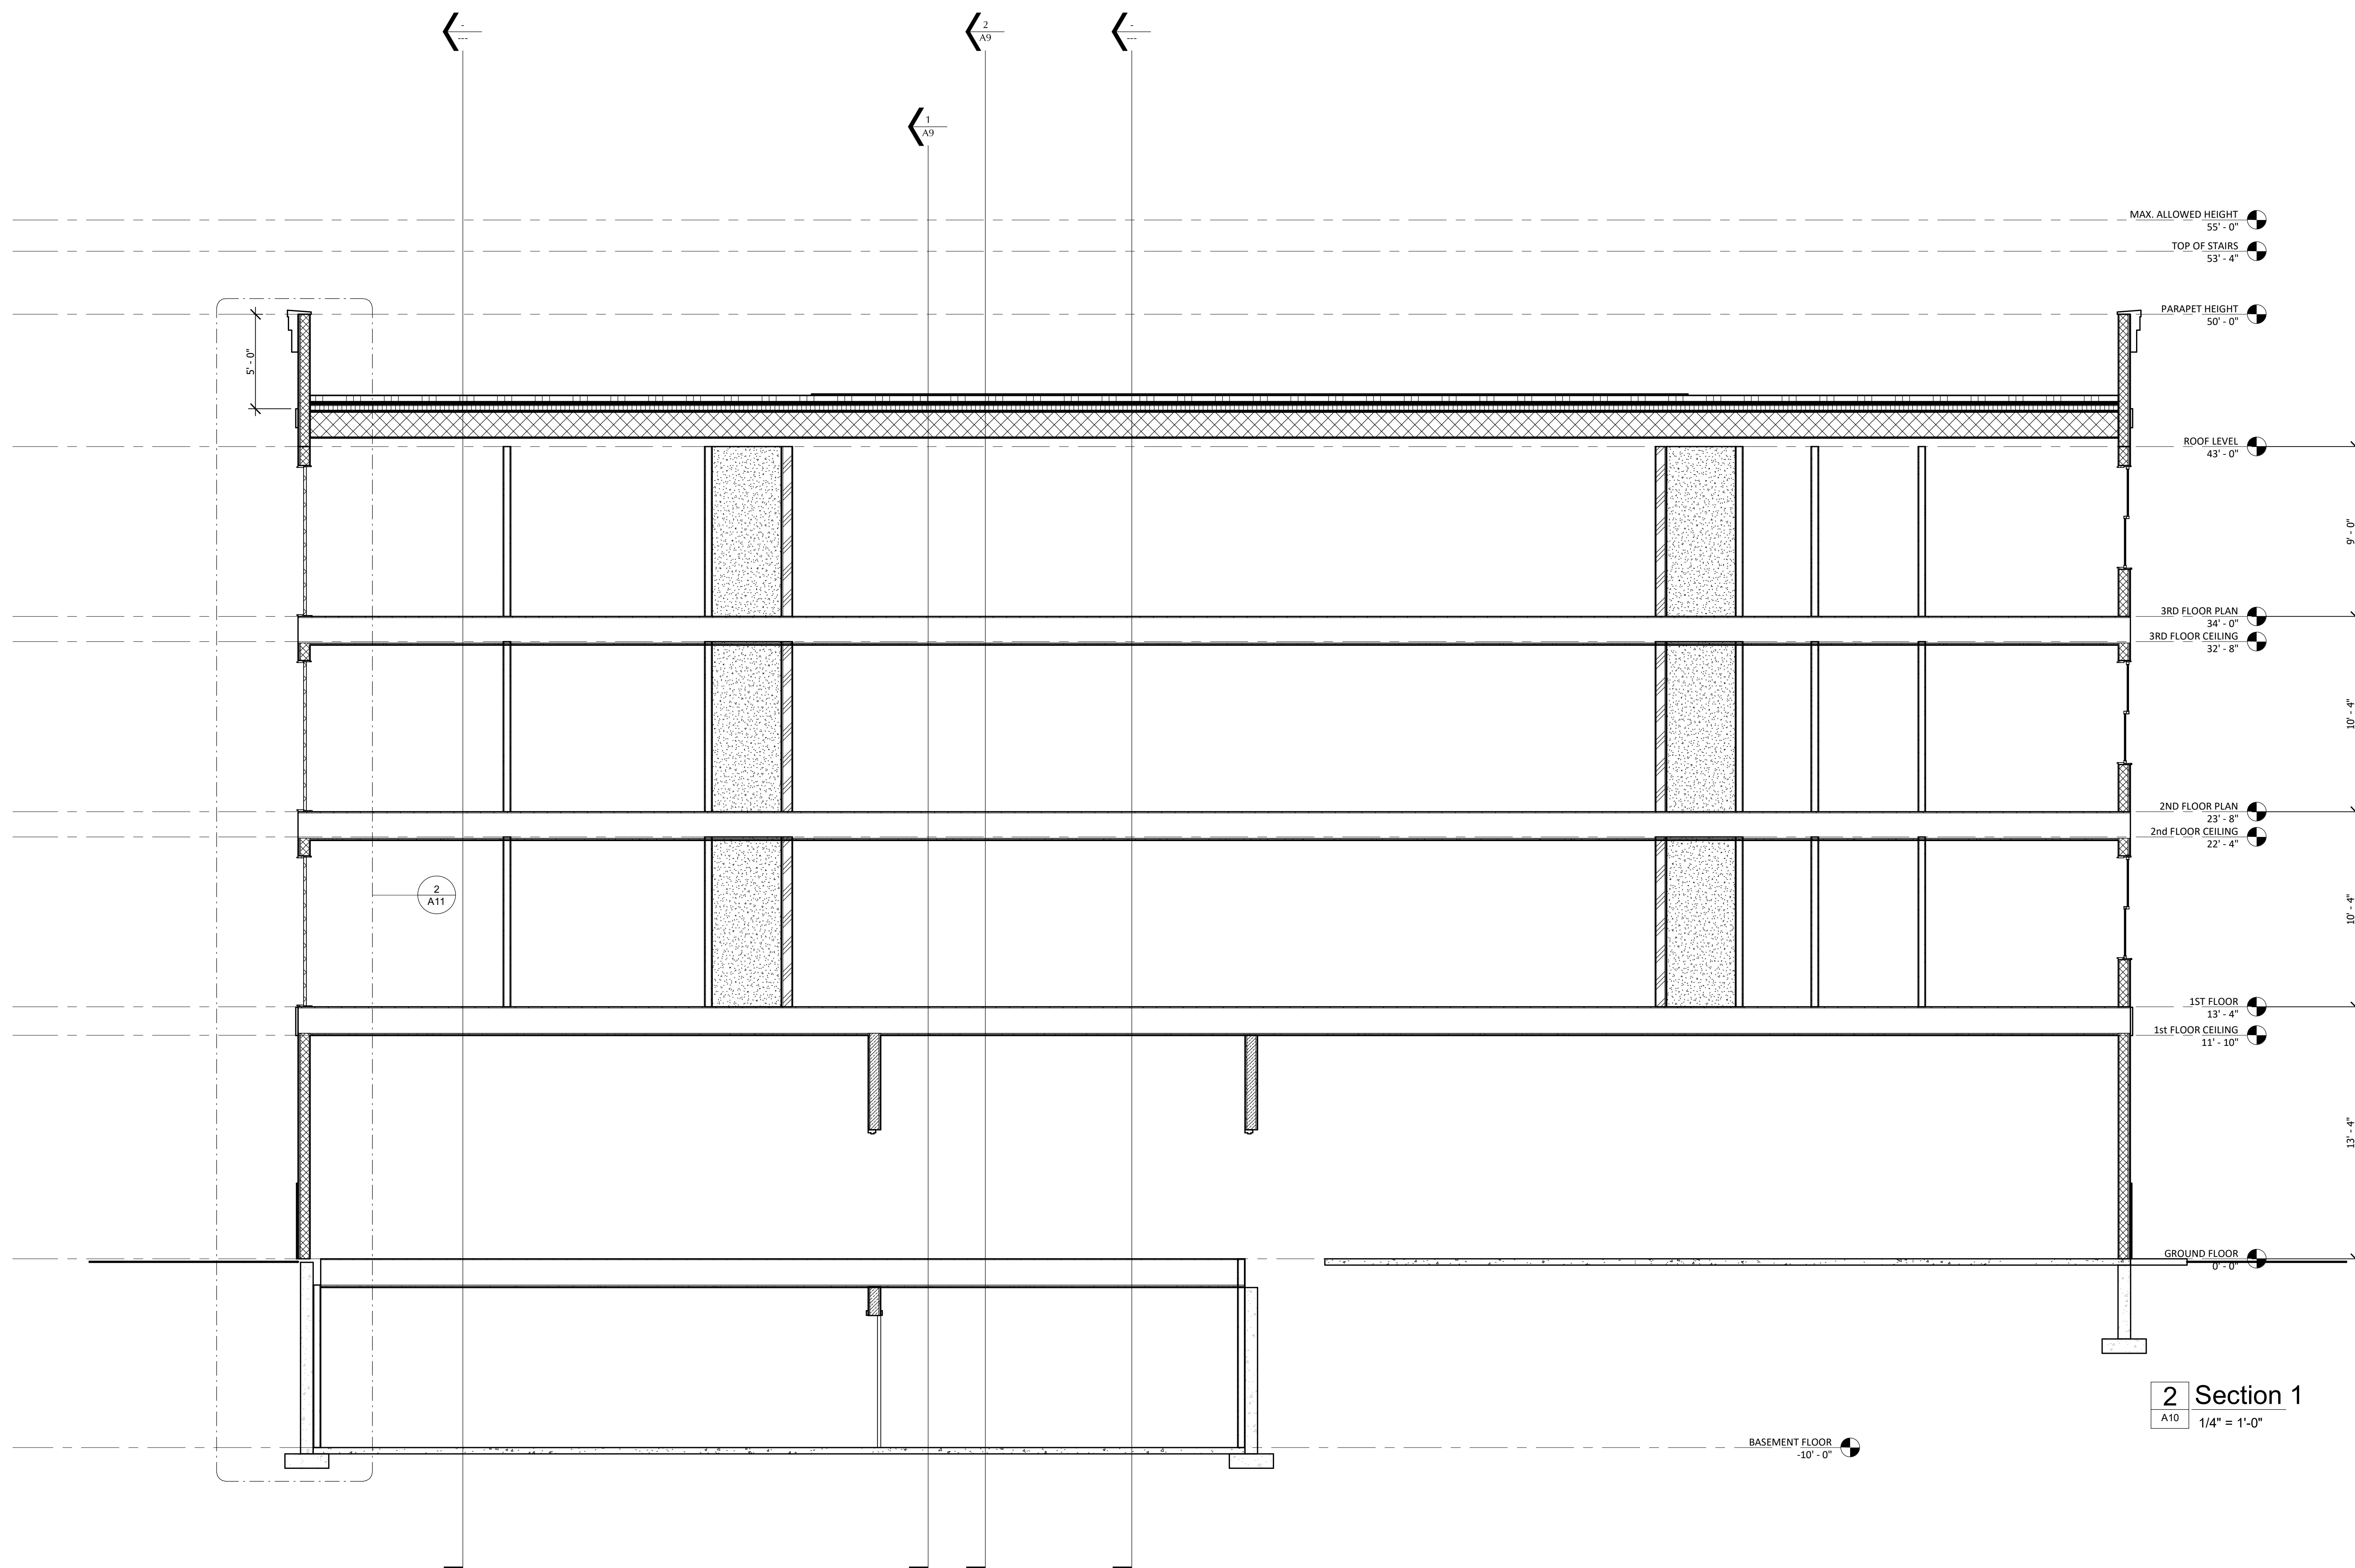 -
---
2
A9
-
---
1
A9
MAX. ALLOWED HEIGHT
55' - 0"
TOP OF STAIRS
53' - 4"
PARAPET HEIGHT
50' - 0"
5' - 0"
ROOF LEVEL
43' - 0"
9' - 0"
3RD FLOOR PLAN
34' - 0"
3RD FLOOR CEILING
32' - 8"
10' - 4"
2ND FLOOR PLAN
23' - 8"
2nd FLOOR CEILING
22' - 4"
2
A11
10' - 4"
1ST FLOOR
13' - 4"
1st FLOOR CEILING
11' - 10"
13' - 4"
GROUND FLOOR
0' - 0"
2
A10
Section 1
1/4" = 1'-0"
BASEMENT FLOOR
-10' - 0"